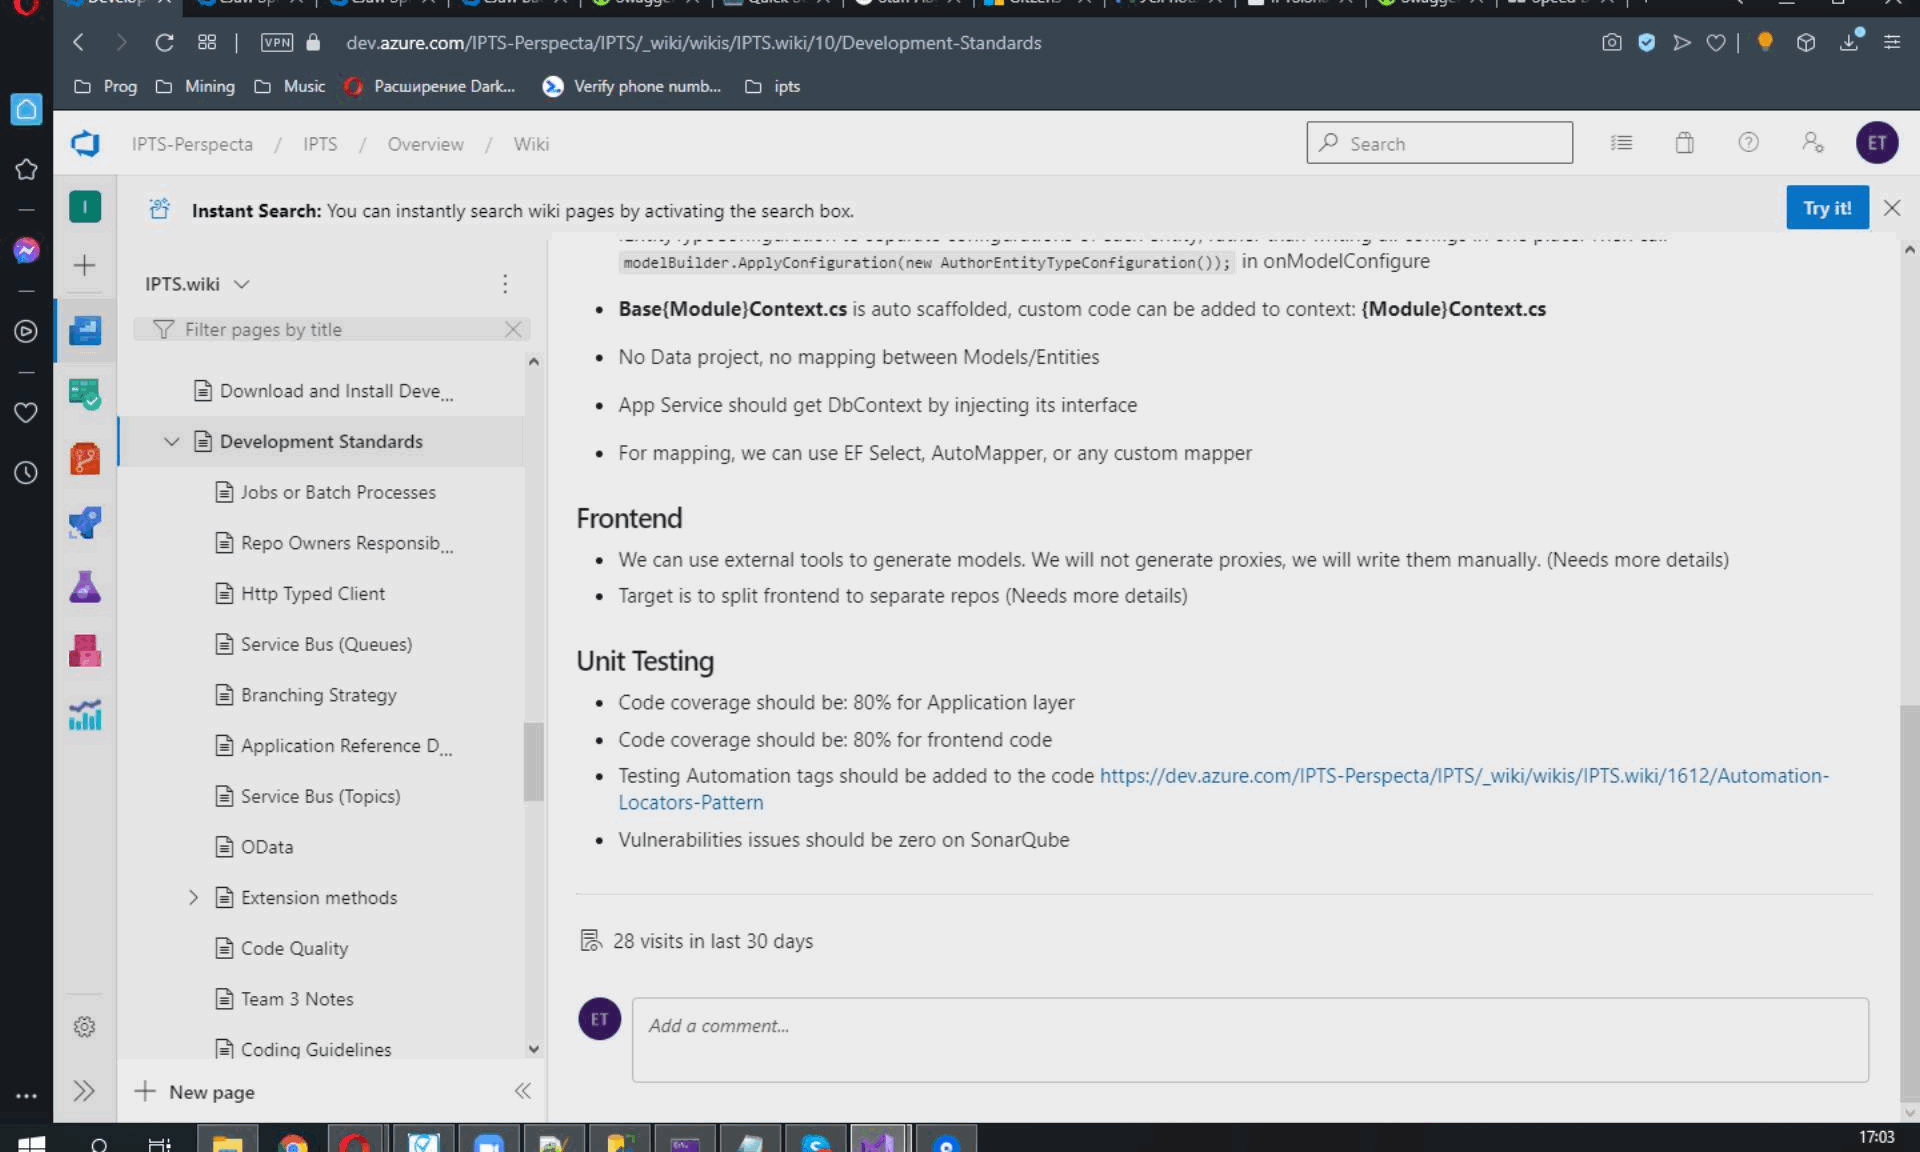 VPN
dev.azure.com/IPTS-Perspecta/IPTS/_wiki/wikis/IPTS.wiki/10/Development-Standards
Prog
Mining
Music
Расширение Dark...
Verify phone numb...
ipts
IPTS-Perspecta / IPTS / Overview / Wiki
Search
ET
I
Instant Search: You can instantly search wiki pages by activating the search box.
Try it!
IPTS.wiki
Filter pages by title
Download and Install Deve...
Development Standards
Jobs or Batch Processes
Repo Owners Responsib...
Http Typed Client
Service Bus (Queues)
Branching Strategy
Application Reference D...
Service Bus (Topics)
OData
Extension methods
Code Quality
Team 3 Notes
Coding Guidelines
New page
modelBuilder.ApplyConfiguration(new AuthorEntityTypeConfiguration()); in onModelConfigure
• Base{Module}Context.cs is auto scaffolded, custom code can be added to context: {Module}Context.cs
• No Data project, no mapping between Models/Entities
• App Service should get DbContext by injecting its interface
• For mapping, we can use EF Select, AutoMapper, or any custom mapper
Frontend
• We can use external tools to generate models. We will not generate proxies, we will write them manually. (Needs more details)
• Target is to split frontend to separate repos (Needs more details)
Unit Testing
• Code coverage should be: 80% for Application layer
• Code coverage should be: 80% for frontend code
• Testing Automation tags should be added to the code https://dev.azure.com/IPTS-Perspecta/IPTS/_wiki/wikis/IPTS.wiki/1612/Automation-
Locators-Pattern
• Vulnerabilities issues should be zero on SonarQube
28 visits in last 30 days
ET
Add a comment...
17:03